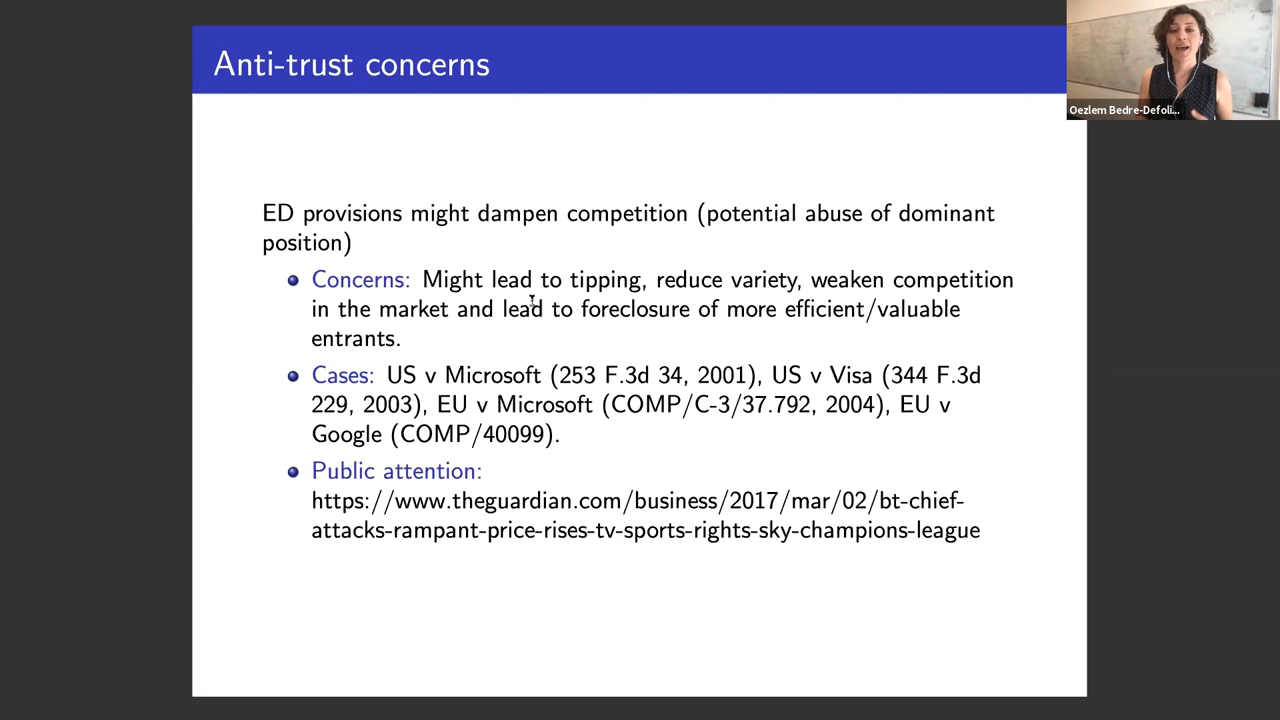 Anti-trust concerns
Oezlem Bedre-Defoli...
ED provisions might dampen competition (potential abuse of dominant
position)
Concerns: Might lead to tipping, reduce variety, weaken competition
in the market and lead to foreclosure of more efficient/valuable
entrants.
Cases: US v Microsoft (253 F.3d 34, 2001), US v Visa (344 F.3d
229, 2003), EU v Microsoft (COMP/C-3/37.792, 2004), EU v
Google (COMP/40099).
Public attention:
https://www.theguardian.com/business/2017/mar/02/bt-chief-
attacks-rampant-price-rises-tv-sports-rights-sky-champions-league